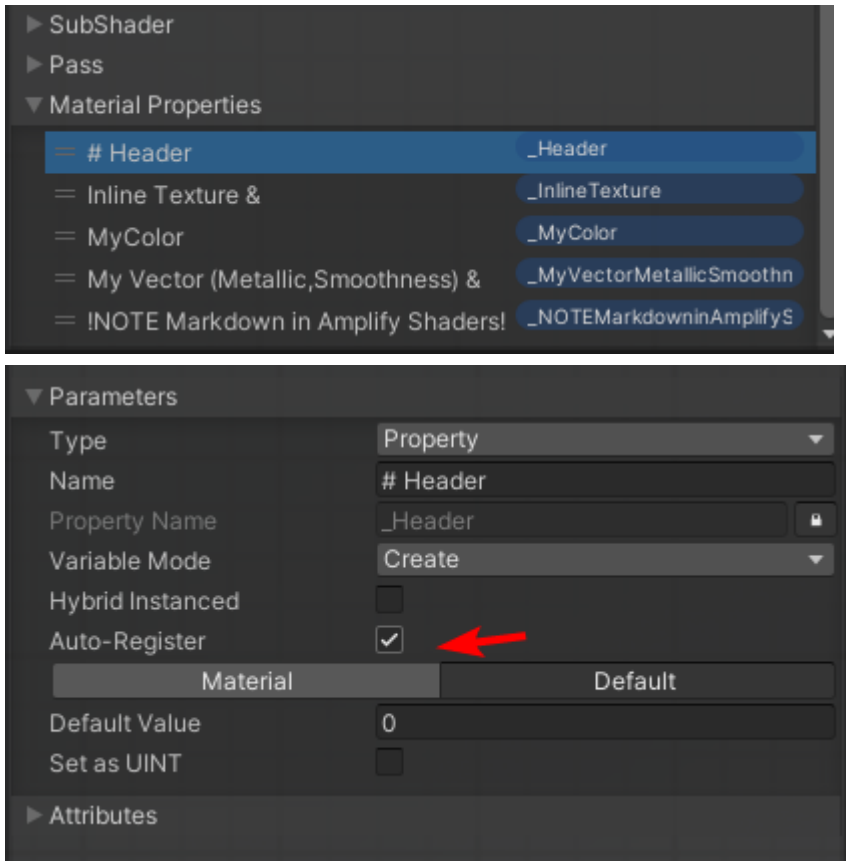 SubShader
Pass
Material Properties
# Header _Header
Inline Texture & _InlineTexture
MyColor _MyColor
My Vector (Metallic,Smoothness) & _MyVectorMetallicSmoothn
!NOTE Markdown in Amplify Shaders! _NOTEMarkdowninAmplifyS
Parameters
Type Property
Name # Header
Property Name _Header
Variable Mode Create
Hybrid Instanced
Auto-Register
Material Default
Default Value 0
Set as UINT
Attributes